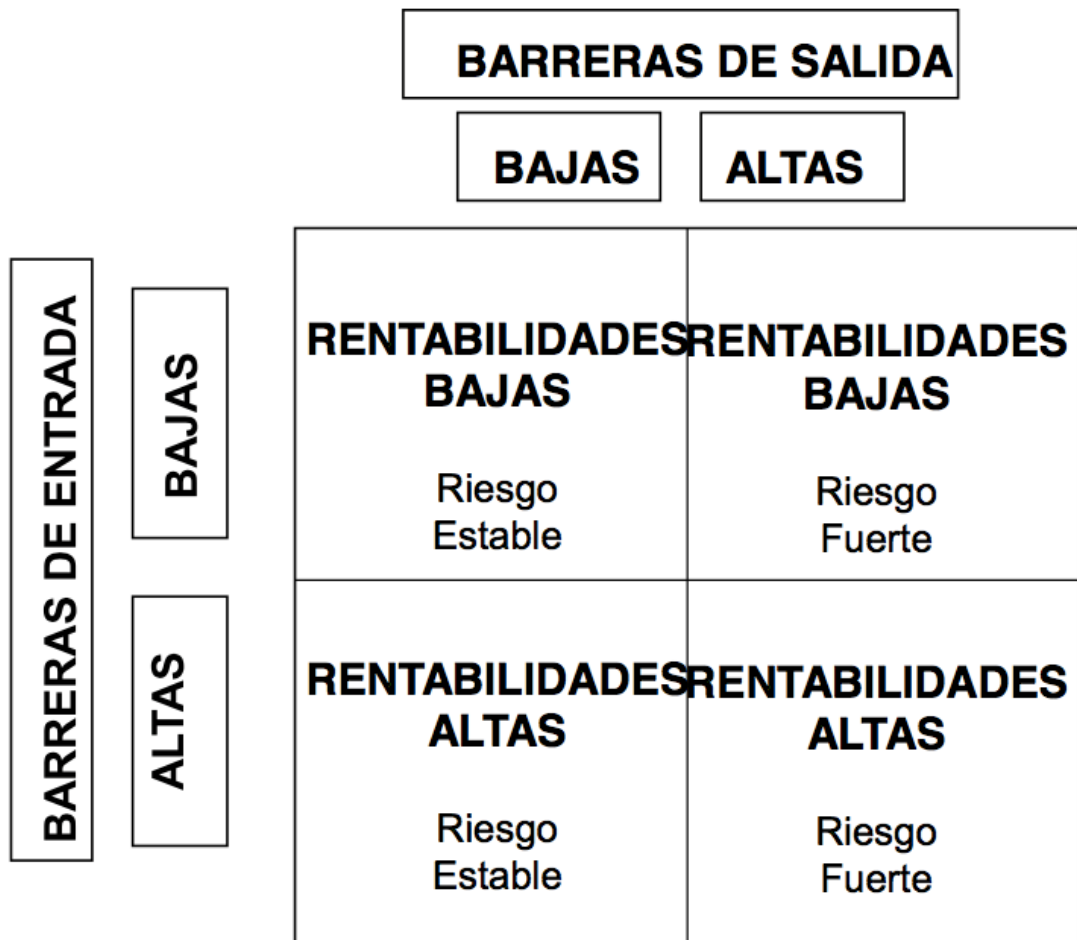 BARRERAS DE SALIDA
BAJAS
ALTAS
BARRERAS DE ENTRADA
BAJAS
RENTABILIDADES
BAJAS
Riesgo
Estable
RENTABILIDADES
BAJAS
Riesgo
Fuerte
ALTAS
RENTABILIDADES
ALTAS
Riesgo
Estable
RENTABILIDADES
ALTAS
Riesgo
Fuerte